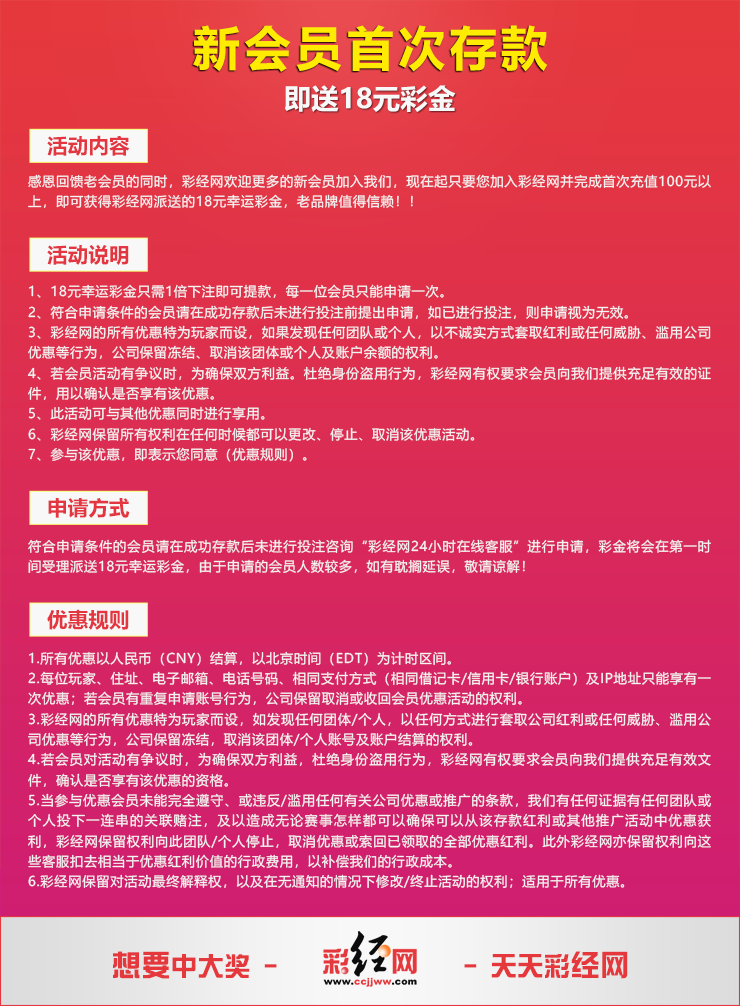 新会员首次存款
即送18元彩金
活动内容
感恩回馈老会员的同时，彩经网欢迎更多的新会员加入我们，现在起只要您加入彩经网并完成首次充值100元以
上，即可获得彩经网派送的18元幸运彩金，老品牌值得信赖！！
活动说明
1、18元幸运彩金只需1倍下注即可提款，每一位会员只能申请一次。
2、符合申请条件的会员请在成功存款后未进行投注前提出申请，如已进行投注，则申请视为无效。
3、彩经网的所有优惠特为玩家而设，如果发现任何团队或个人，以不诚实方式套取红利或任何威胁、滥用公司
优惠等行为，公司保留冻结、取消该团体或个人及账户余额的权利。
4、若会员活动有争议时，为确保双方利益。杜绝身份盗用行为，彩经网有权要求会员向我们提供充足有效的证
件，用以确认是否享有该优惠。
5、此活动可与其他优惠同时进行享用。
6、彩经网保留所有权利在任何时候都可以更改、停止、取消该优惠活动。
7、参与该优惠，即表示您同意（优惠规则）。
申请方式
符合申请条件的会员请在成功存款后未进行投注咨询“彩经网24小时在线客服”进行申请，彩金将会在第一时
间受理派送18元幸运彩金，由于申请的会员人数较多，如有耽搁延误，敬请谅解！
优惠规则
1.所有优惠以人民币（CNY）结算，以北京时间（EDT）为计时区间。
2.每位玩家、住址、电子邮箱、电话号码、相同支付方式（相同借记卡/信用卡/银行账户）及IP地址只能享有一
次优惠；若会员有重复申请账号行为，公司保留取消或收回会员优惠活动的权利。
3.彩经网的所有优惠特为玩家而设，如发现任何团体/个人，以任何方式进行套取公司红利或任何威胁、滥用公
司优惠等行为，公司保留冻结，取消该团体/个人账号及账户结算的权利。
4.若会员对活动有争议时，为确保双方利益，杜绝身份盗用行为，彩经网有权要求会员向我们提供充足有效文
件，确认是否享有该优惠的资格。
5.当参与优惠会员未能完全遵守、或违反/滥用任何有关公司优惠或推广的条款，我们有任何证据有任何团队或
个人投下一连串的关联赌注，及以造成无论赛事怎样都可以确保可以从该存款红利或其他推广活动中优惠获
利，彩经网保留权利向此团队/个人停止，取消优惠或索回已领取的全部优惠红利。此外彩经网亦保留权利向这
些客服扣去相当于优惠红利价值的行政费用，以补偿我们的行政成本。
6.彩经网保留对活动最终解释权，以及在无通知的情况下修改/终止活动的权利；适用于所有优惠。
想要中大奖 - 彩经网 - 天天彩经网
www.ccjjww.com